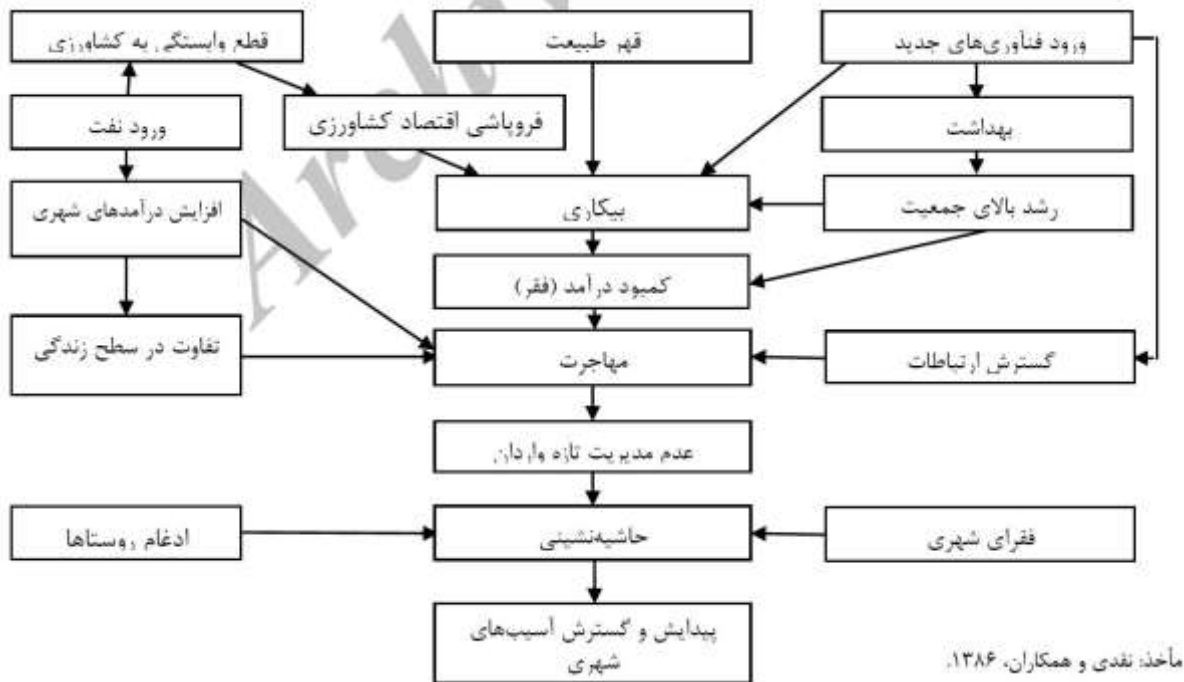 ورود فناوری‌های جدید
قهر طبیعت
قطع وابستگی به کشاورزی
بهداشت
فروپاشی اقتصاد کشاورزی
ورود نفت
رشد بالای جمعیت
بیکاری
افزایش درآمدهای شهری
کمبود درآمد (فقر)
گسترش ارتباطات
مهاجرت
تفاوت در سطح زندگی
عدم مدیریت تازه واردان
فقرای شهری
حاشیه‌نشینی
ادغام روستاها
پیدایش و گسترش آسیب‌های
شهری
مأخذ: نقدی و همکاران، ۱۳۸۶.